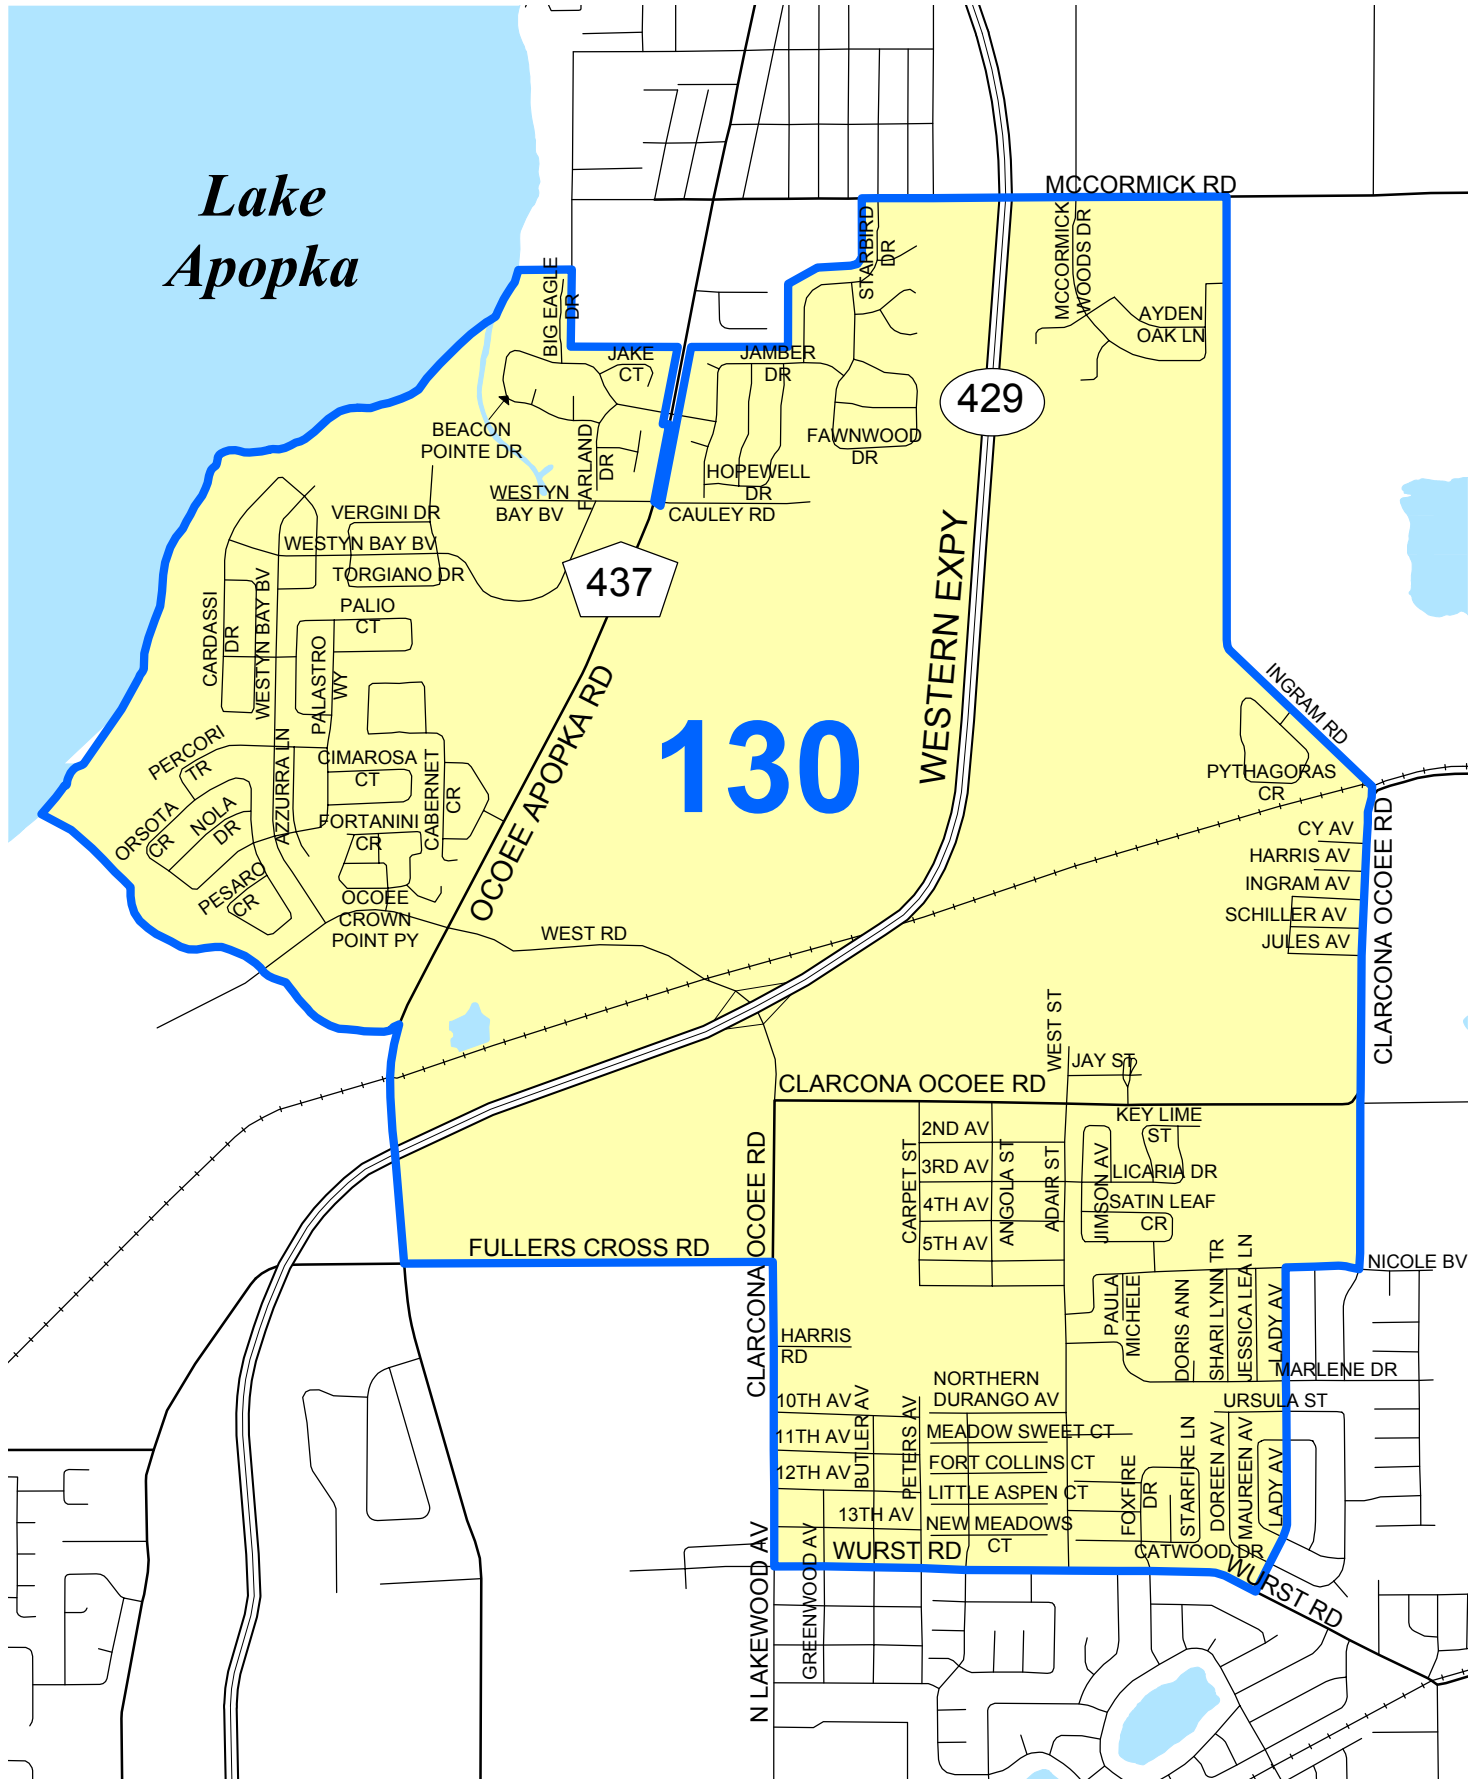 MCCORMICK RD
Lake
Apopka
STARBIRD
DR
MCCORMICK
WOODS DR
BIG EAGLE
DR
AYDEN
OAK LN
JAKE
CT
JAMBER
DR
429
BEACON
POINTE DR
FARLAND
DR
FAWNWOOD
DR
HOPEWELL
DR
WESTYN
BAY BV
CAULEY RD
VERGINI DR
WESTYN BAY BV
TORGIANO DR
437
WESTERN EXPY
CARDASSI
DR
WESTYN BAY BV
PALIO
CT
PALASTRO
WY
OCOEE APOPKA RD
INGRAM RD
130
PERCORI
TR
AZZURRA LN
CIMAROSA
CT
CABERNET
CR
PYTHAGORAS
CR
ORSOTA
CR
NOLA
DR
FORTANINI
CR
CY AV
HARRIS AV
INGRAM AV
SCHILLER AV
JULES AV
CLARCONA OCOEE RD
PESARO
CR
OCOEE
CROWN
POINT PY
WEST RD
WEST ST
JAY ST
CLARCONA OCOEE RD
KEY LIME
ST
2ND AV
3RD AV
4TH AV
5TH AV
CARPET ST
ANGOLA ST
ADAIR ST
JIMSON AV
LICARIA DR
SATIN LEAF
CR
CLARCONA OCOEE RD
FULLERS CROSS RD
NICOLE BV
PAULA
MICHELE
DORIS ANN
SHARI LYNN TR
JESSICA LEA LN
LADY AV
HARRIS
RD
MARLENE DR
NORTHERN
DURANGO AV
URSULA ST
10TH AV
11TH AV
12TH AV
13TH AV
BUTLER AV
PETERS AV
MEADOW SWEET CT
FORT COLLINS CT
LITTLE ASPEN CT
NEW MEADOWS
CT
FOXFIRE
DR
STARFIRE LN
DOREEN AV
MAUREEN AV
LADY AV
CATWOOD DR
WURST RD
WURST RD
GREENWOOD AV
N LAKEWOOD AV